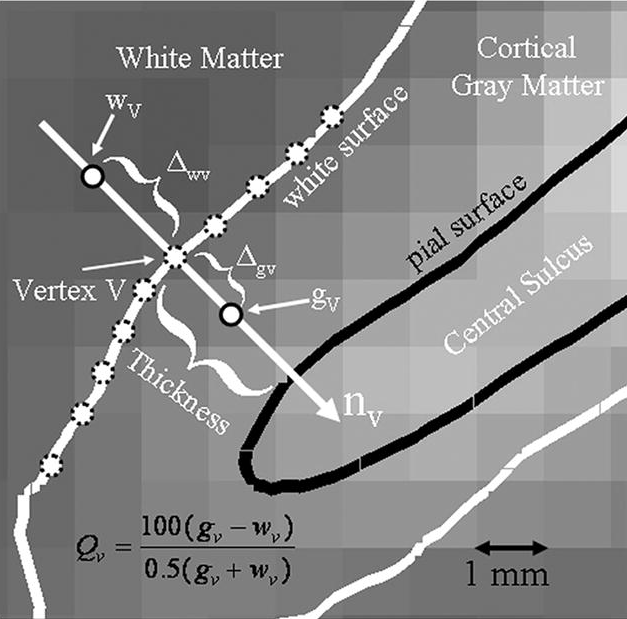 White Matter
Cortical
Gray Matter
w_V
Δ_wv
white surface
pial surface
Δ_gv
Vertex V
g_V
Central Sulcus
Thickness
n_v
Q_v = 100(g_v − w_v) / 0.5(g_v + w_v)
1 mm